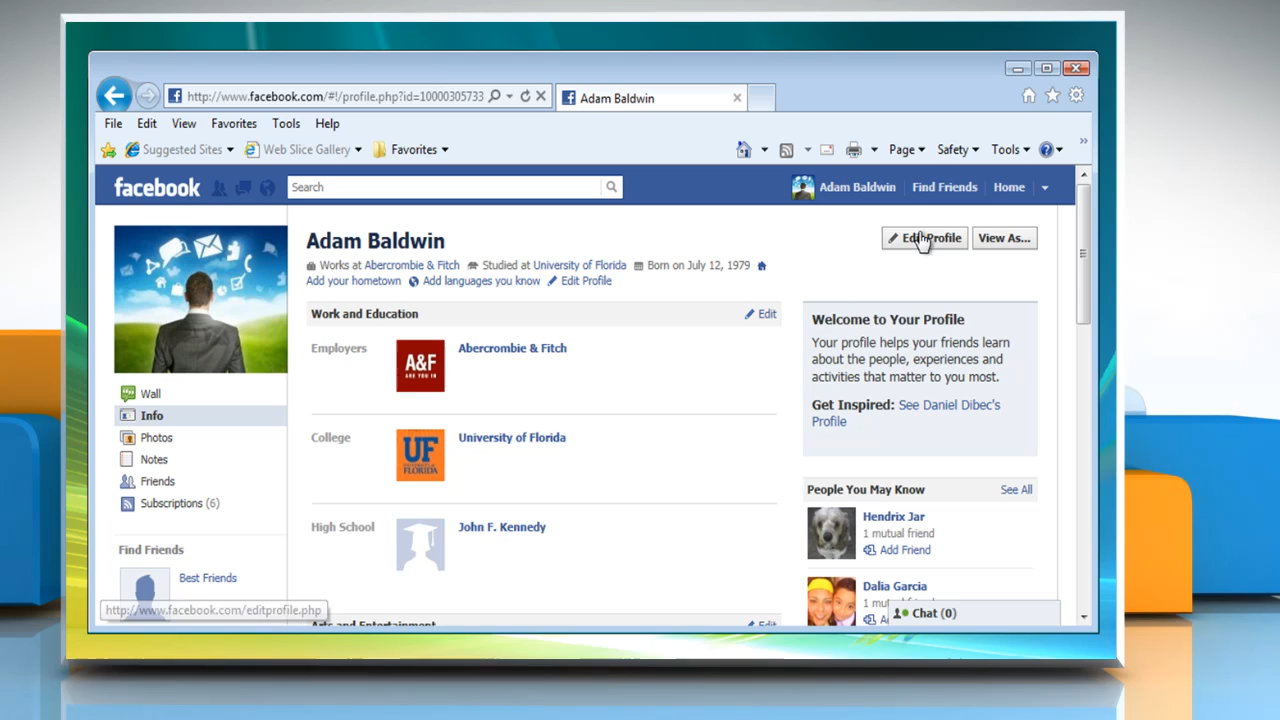 http://www.facebook.com/#!/profile.php?id=10000305733
Adam Baldwin
File Edit View Favorites Tools Help
Suggested Sites Web Slice Gallery Favorites
Page Safety Tools
facebook
Search
Adam Baldwin Find Friends Home
Adam Baldwin
Edit Profile View As...
Works at Abercrombie & Fitch Studied at University of Florida Born on July 12, 1979
Add your hometown Add languages you know Edit Profile
Work and Education Edit
Employers
A&F
Abercrombie & Fitch
College
UF
UNIVERSITY of
FLORIDA
University of Florida
High School
John F. Kennedy
Arts and Entertainment Edit
Wall
Info
Photos
Notes
Friends
Subscriptions (6)
Find Friends
Best Friends
http://www.facebook.com/editprofile.php
Welcome to Your Profile
Your profile helps your friends learn
about the people, experiences and
activities that matter to you most.
Get Inspired: See Daniel Dibec's
Profile
People You May Know See All
Hendrix Jar
1 mutual friend
Add Friend
Dalia Garcia
Chat (0)